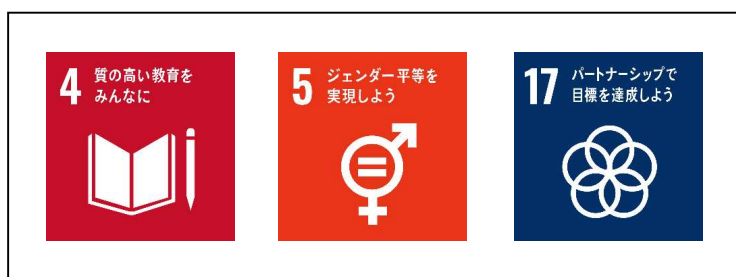 4 質の高い教育を
みんなに
5 ジェンダー平等を
実現しよう
17 パートナーシップで
目標を達成しよう